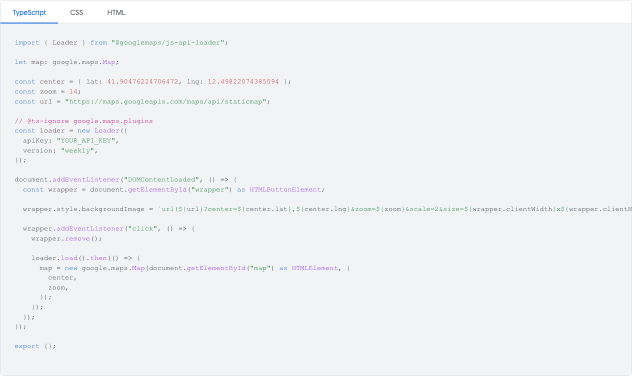 TypeScript CSS HTML
import { Loader } from "@googlemaps/js-api-loader";
let map: google.maps.Map;
const center = { lat: 41.90476224706472, lng: 12.49822074385094 };
const zoom = 14;
const url = "https://maps.googleapis.com/maps/api/staticmap";
// @ts-ignore google.maps.plugins
const loader = new Loader({
apiKey: "YOUR_API_KEY",
version: "weekly",
});
document.addEventListener("DOMContentLoaded", () => {
const wrapper = document.getElementById("wrapper") as HTMLButtonElement;
wrapper.style.backgroundImage = `url(${url}?center=${center.lat},${center.lng}&zoom=${zoom}&scale=2&size=${wrapper.clientWidth}x${wrapper.clientH
wrapper.addEventListener("click", () => {
wrapper.remove();
loader.load().then(() => {
map = new google.maps.Map(document.getElementById("map") as HTMLElement, {
center,
zoom,
});
});
});
});
export {};